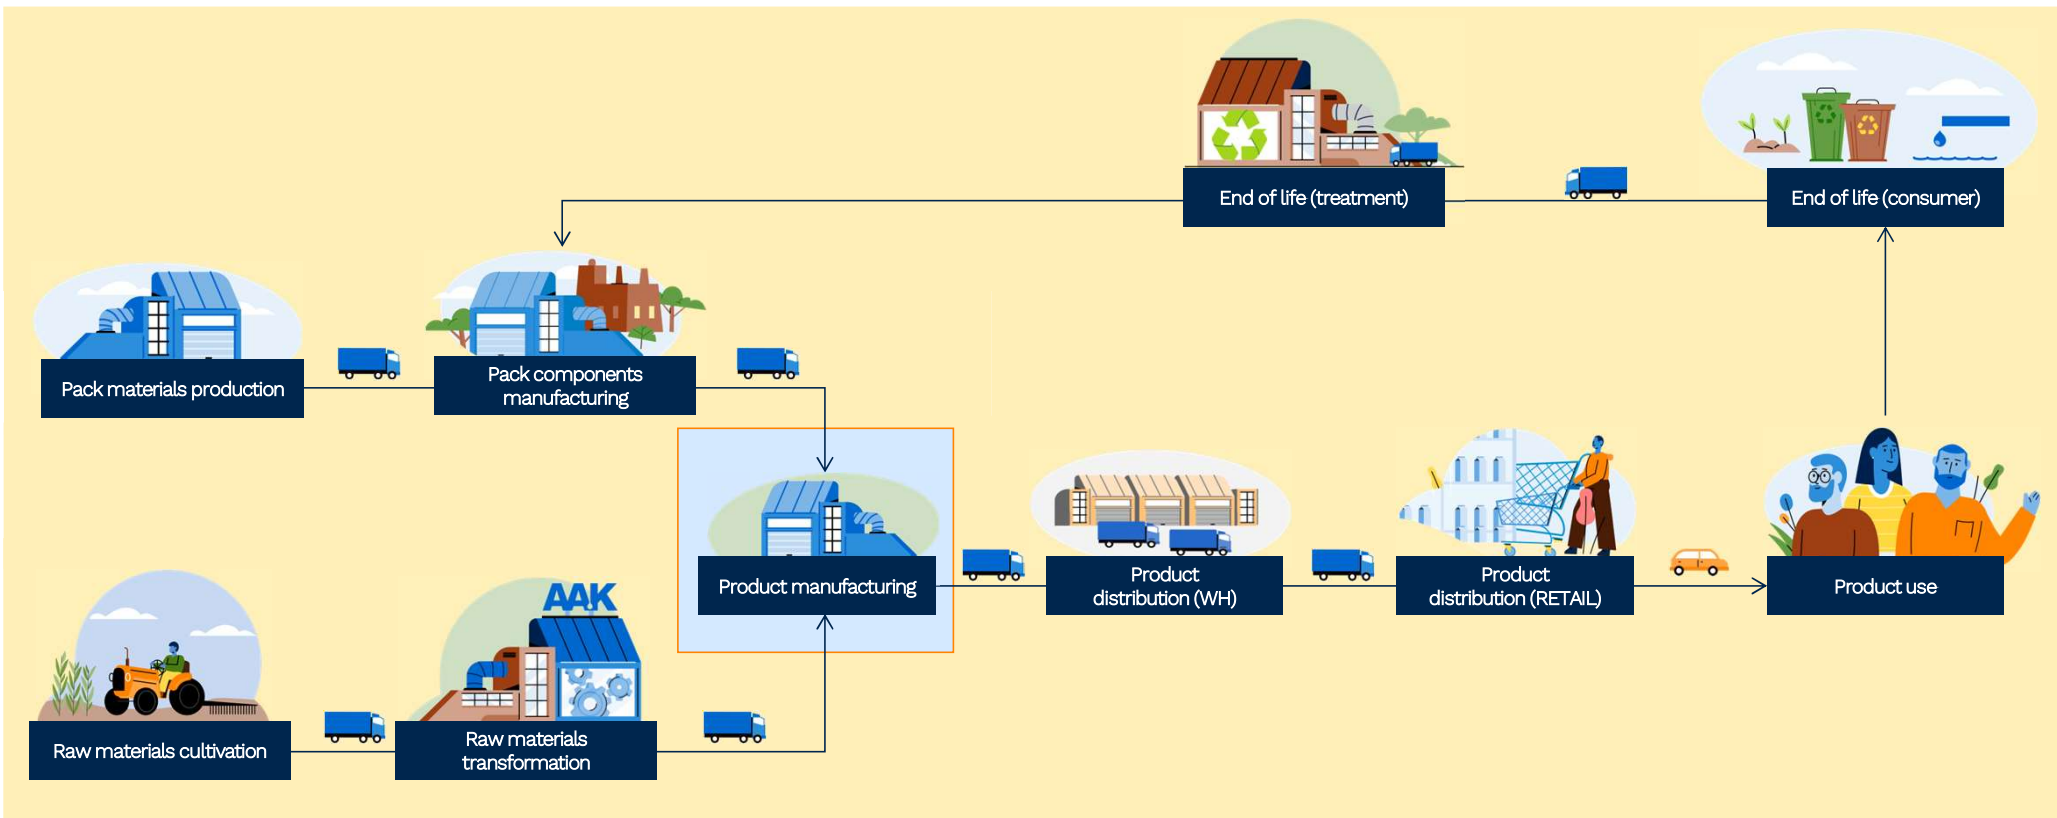 End of life (treatment)
End of life (consumer)
Pack materials production
Pack components
manufacturing
Product manufacturing
Product
distribution (WH)
Product
distribution (RETAIL)
Product use
AAK
Raw materials cultivation
Raw materials
transformation